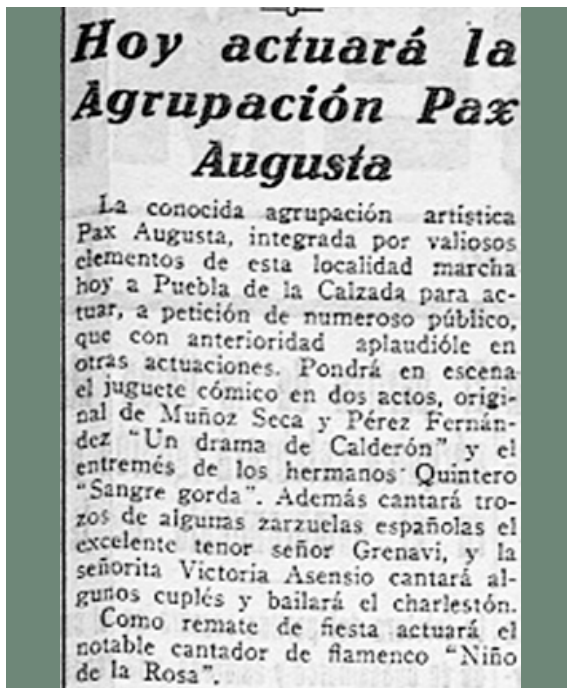 Hoy actuará la
Agrupación Pax
Augusta
La conocida agrupación artística
Pax Augusta, integrada por valiosos
elementos de esta localidad marcha
hoy a Puebla de la Calzada para ac-
tuar, a petición de numeroso público,
que con anterioridad aplaudióle en
otras actuaciones. Pondrá en escena
el juguete cómico en dos actos, origi-
nal de Muñoz Seca y Pérez Fernán-
dez "Un drama de Calderón" y el
entremés de los hermanos Quintero
"Sangre gorda". Además cantará tro-
zos de algunas zarzuelas españolas el
excelente tenor señor Grenavi, y la
señorita Victoria Asensio cantará al-
gunos cuplés y bailará el charlestón.
Como remate de fiesta actuará el
notable cantador de flamenco "Niño
de la Rosa".